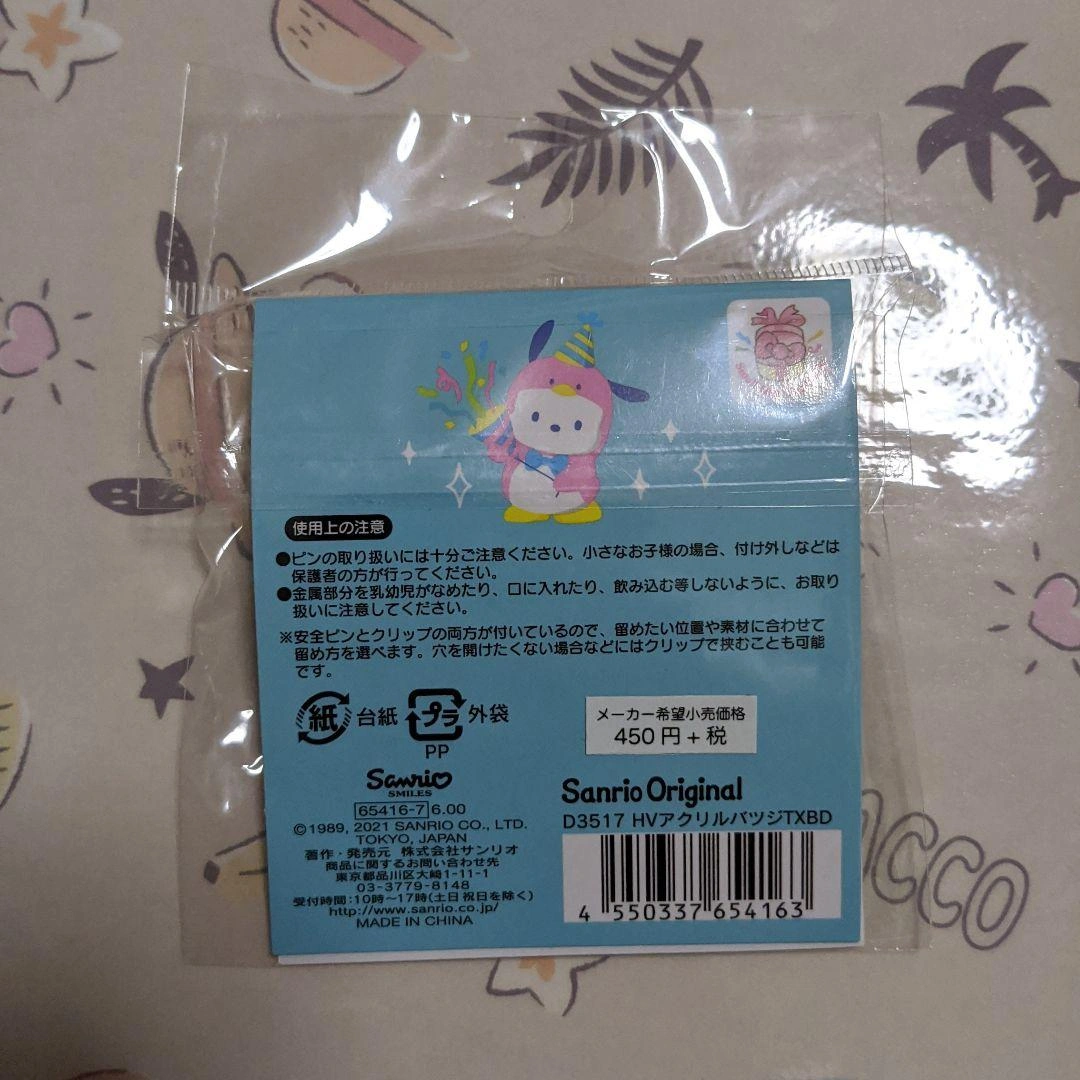 使用上の注意
●ピンの取り扱いには十分ご注意ください。小さなお子様の場合、付け外しなどは
保護者の方が行ってください。
●金属部分を乳幼児がなめたり、口に入れたり、飲み込む等しないように、お取り
扱いに注意してください。
※安全ピンとクリップの両方が付いているので、留めたい位置や素材に合わせて
留め方を選べます。穴を開けたくない場合などにはクリップで挟むことも可能
です。
紙 台紙 プラ 外袋
PP
メーカー希望小売価格
450円+税
Sanrio
SMILES
65416-7 6.00
©1989, 2021 SANRIO CO., LTD.
TOKYO, JAPAN
著作・発売元 株式会社サンリオ
商品に関するお問い合わせ先
東京都品川区大崎1-11-1
03-3779-8148
受付時間:10時〜17時(土日祝日を除く)
http://www.sanrio.co.jp/
MADE IN CHINA
Sanrio Original
D3517 HVアクリルバツジTXBD
4 550337 654163